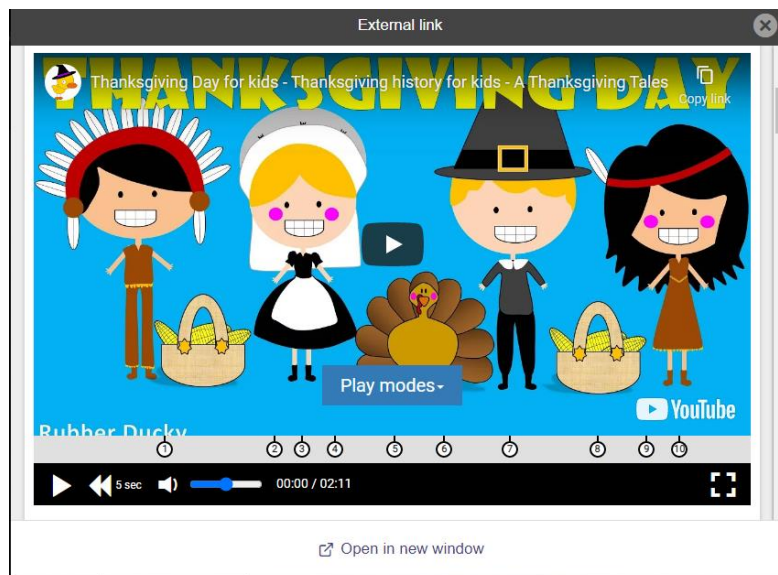 External link
THANKSGIVING DAY
Thanksgiving Day for kids - Thanksgiving history for kids - A Thanksgiving Tales
Copy link
Play modes
YouTube
Rubber Ducky
1 2 3 4 5 6 7 8 9 10
5 sec 00:00 / 02:11
Open in new window